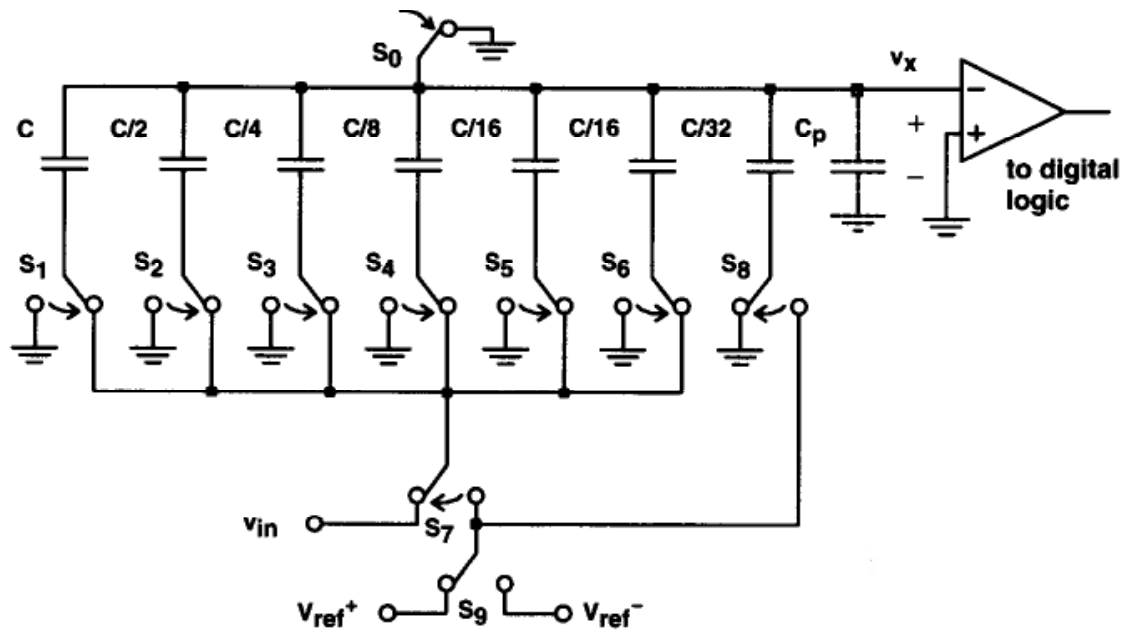 S0
vx
C
C/2
C/4
C/8
C/16
C/16
C/32
Cp
+
−
−
+
to digital
logic
S1
S2
S3
S4
S5
S6
S8
vin
S7
Vref+
S9
Vref−